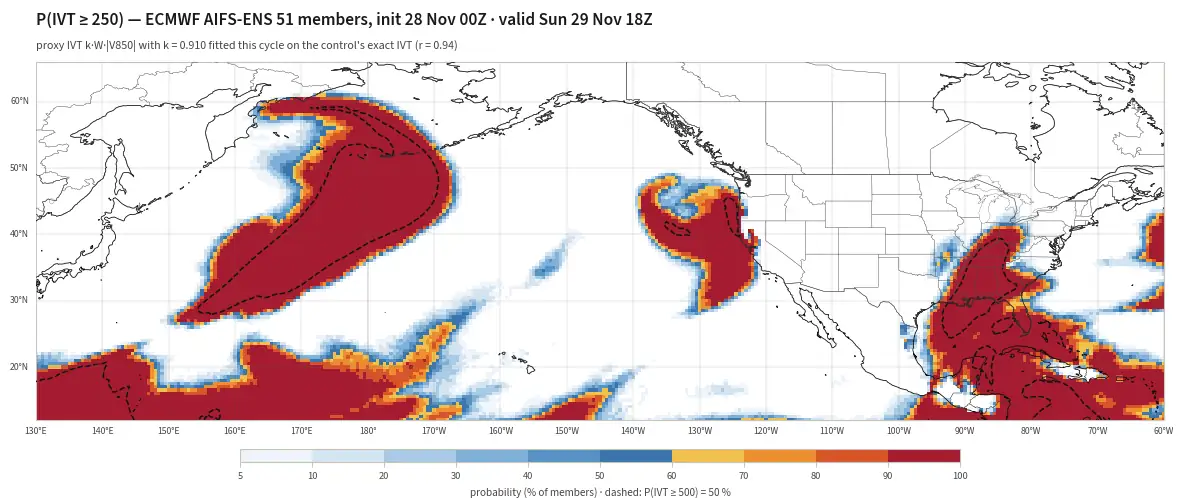 P(IVT ≥ 250) — ECMWF AIFS-ENS 51 members, init 28 Nov 00Z · valid Sun 29 Nov 18Z
proxy IVT k·W·|V850| with k = 0.910 fitted this cycle on the control's exact IVT (r = 0.94)
60°N
50°N
40°N
30°N
20°N
130°E 140°E 150°E 160°E 170°E 180° 170°W 160°W 150°W 140°W 130°W 120°W 110°W 100°W 90°W 80°W 70°W 60°W
5 10 20 30 40 50 60 70 80 90 100
probability (% of members) · dashed: P(IVT ≥ 500) = 50 %